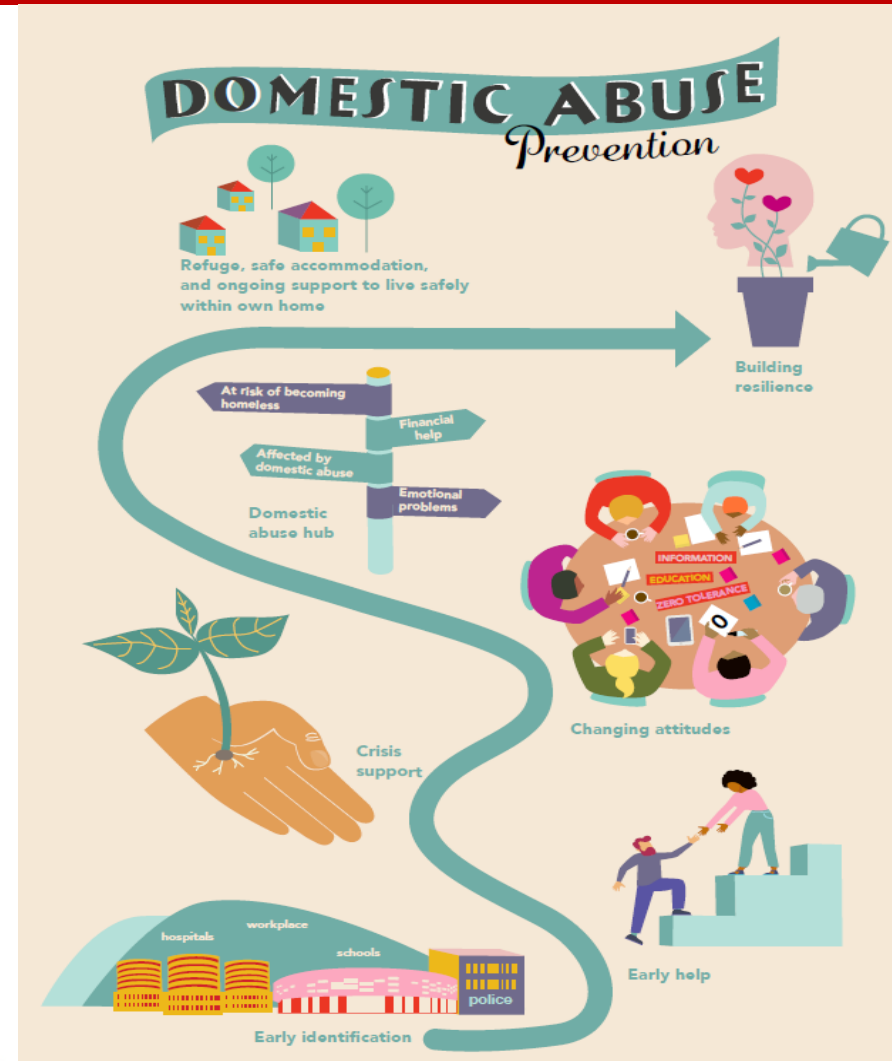 DOMESTIC ABUSE
Prevention
Refuge, safe accommodation,
and ongoing support to live safely
within own home
Building
resilience
At risk of becoming
homeless
Financial
help
Affected by
domestic abuse
Emotional
problems
Domestic
abuse hub
INFORMATION
EDUCATION
ZERO TOLERANCE
0
Changing attitudes
Crisis
support
Early help
hospitals
workplace
schools
police
Early identification